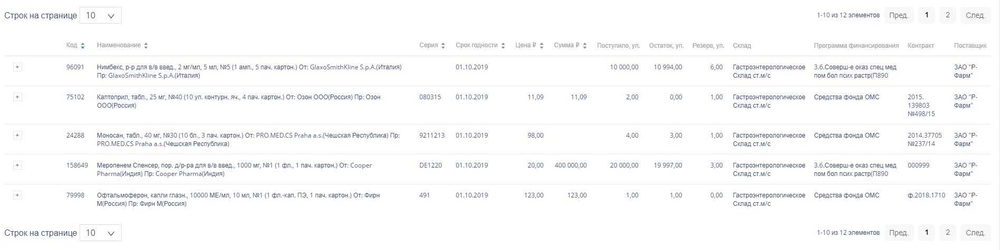 Строк на странице 10 1-10 из 12 элементов Пред. 1 2 След.
Код Наименование Серия Срок годности Цена ₽ Сумма ₽ Поступило, уп. Остаток, уп. Резерв, уп. Склад Программа финансирования Контракт Поставщик
+ 96091 Нимбекс, р-р для в/в введ., 2 мг/мл, 5 мл, №5 (1 амп., 5 пач. картон.) От: GlaxoSmithKline S.p.A.(Италия) 01.10.2019 10 000,00 10 994,00 6,00 Гастроэнтерологическое 3.6.Соверш-е оказ спец мед ЗАО "Р-
Пр: GlaxoSmithKline S.p.A.(Италия) Склад ст.м/с пом бол псих растр(П890 Фарм"
+ 75102 Каптоприл, табл., 25 мг, №40 (10 уп. контурн. яч., 4 пач. картон.) От: Озон ООО(Россия) Пр: Озон 080315 01.10.2019 11,09 11,09 2,00 0,00 1,00 Гастроэнтерологическое Средства фонда ОМС 2015. ЗАО "Р-
ООО(Россия) Склад ст.м/с 139803 Фарм"
№498/15
+ 24288 Моносан, табл., 40 мг, №30 (10 бл., 3 пач. картон.) От: PRO.MED.CS Praha a.s.(Чешская Республика) Пр: 9211213 01.10.2019 98,00 4,00 3,00 1,00 Гастроэнтерологическое Средства фонда ОМС 2014.37705 ЗАО "Р-
PRO.MED.CS Praha a.s.(Чешская Республика) Склад ст.м/с №237/14 Фарм"
+ 158649 Меропенем Спенсер, пор. д/р-ра для в/в введ., 1000 мг, №1 (1 фл., 1 пач. картон.) От: Cooper DE1220 01.10.2019 20,00 400 000,00 20 000,00 19 997,00 3,00 Гастроэнтерологическое 3.6.Соверш-е оказ спец мед 000999 ЗАО "Р-
Pharma(Индия) Пр: Cooper Pharma(Индия) Склад ст.м/с пом бол псих растр(П890 Фарм"
+ 79998 Офтальмоферон, капли глазн., 10000 МЕ/мл, 10 мл, №1 (1 фл.-кап. ПЭ, 1 пач. картон.) От: Фирн 491 01.10.2019 123,00 123,00 1,00 1,00 0,00 Гастроэнтерологическое Средства фонда ОМС ф.2018.1710 ЗАО "Р-
М(Россия) Пр: Фирн М(Россия) Склад ст.м/с Фарм"
Строк на странице 10 1-10 из 12 элементов Пред. 1 2 След.